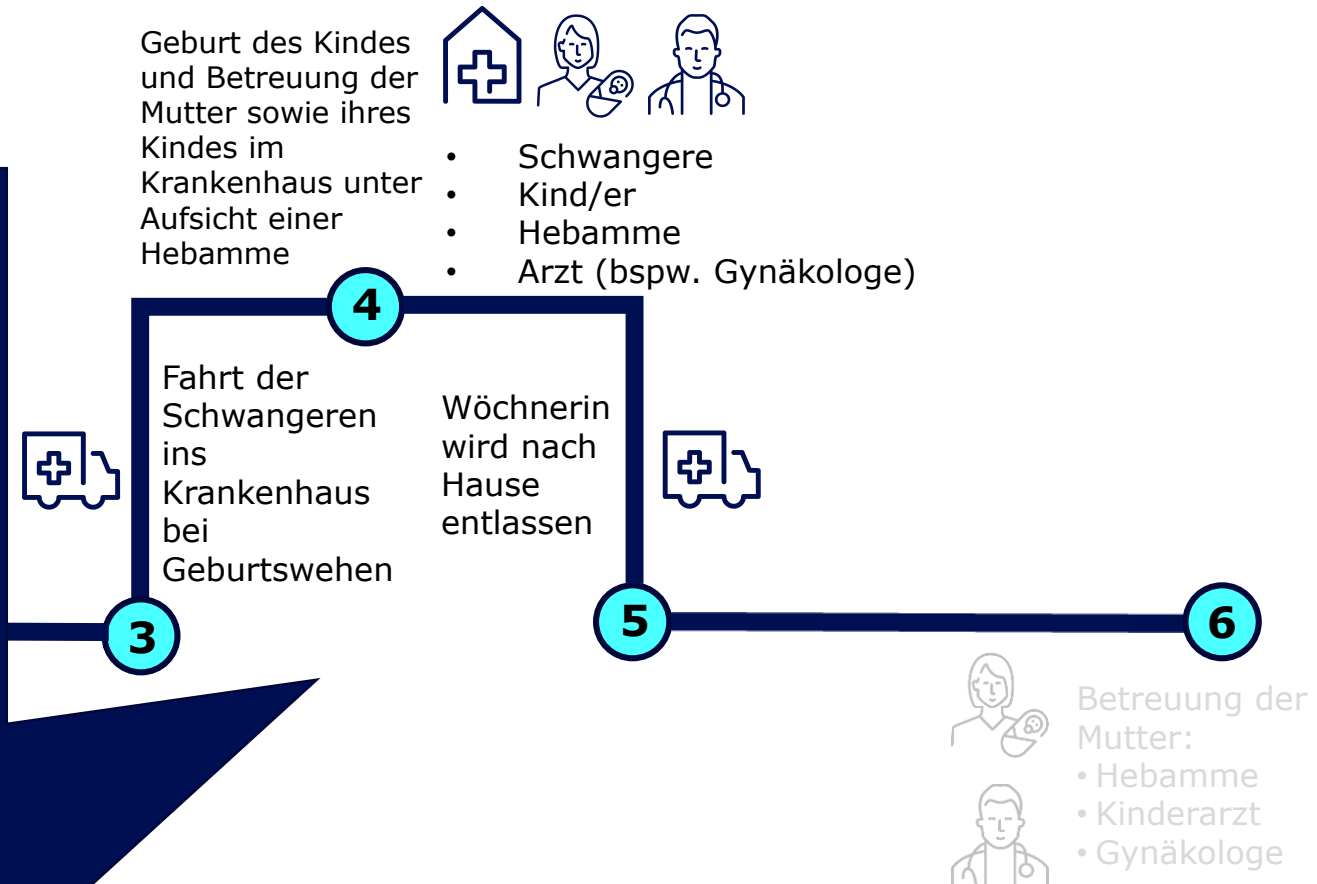 Geburt des Kindes
und Betreuung der
Mutter sowie ihres
Kindes im
Krankenhaus unter
Aufsicht einer
Hebamme
• Schwangere
• Kind/er
• Hebamme
• Arzt (bspw. Gynäkologe)
4
Fahrt der
Schwangeren
ins
Krankenhaus
bei
Geburtswehen
Wöchnerin
wird nach
Hause
entlassen
3
5
6
Betreuung der
Mutter:
• Hebamme
• Kinderarzt
• Gynäkologe